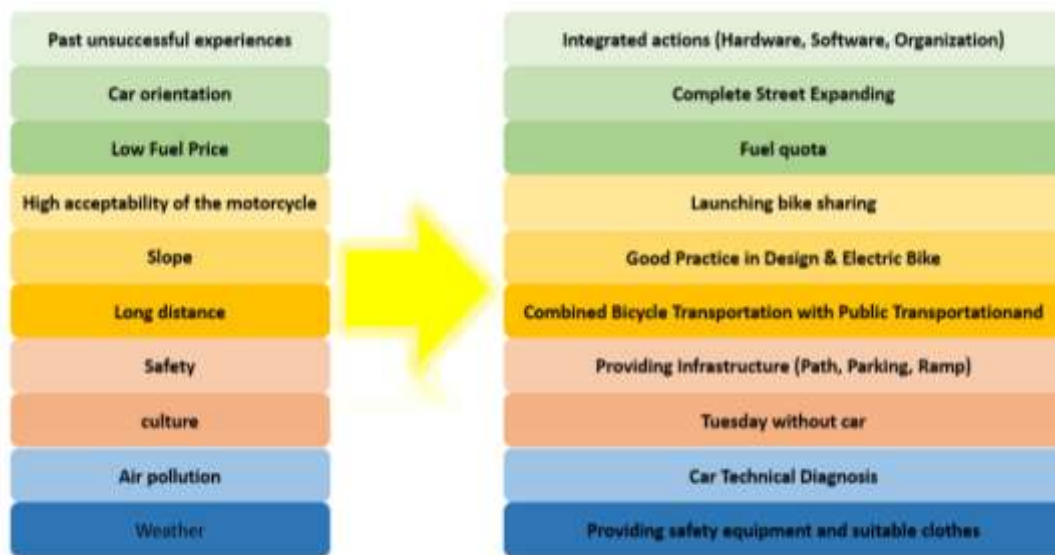 Past unsuccessful experiences
Integrated actions (Hardware, Software, Organization)
Car orientation
Complete Street Expanding
Low Fuel Price
Fuel quota
High acceptability of the motorcycle
Launching bike sharing
Slope
Good Practice in Design & Electric Bike
Long distance
Combined Bicycle Transportation with Public Transportationand
Safety
Providing Infrastructure (Path, Parking, Ramp)
culture
Tuesday without car
Air pollution
Car Technical Diagnosis
Weather
Providing safety equipment and suitable clothes